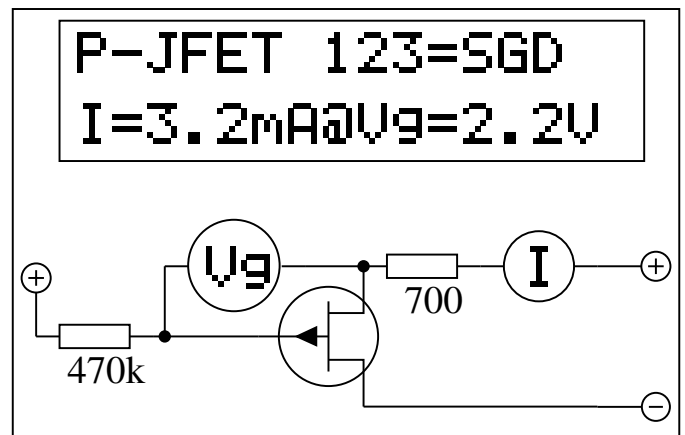 P-JFET 123=SGD
I=3.2mA@Vg=2.2V
Vg
I
+
+
700
470k
−